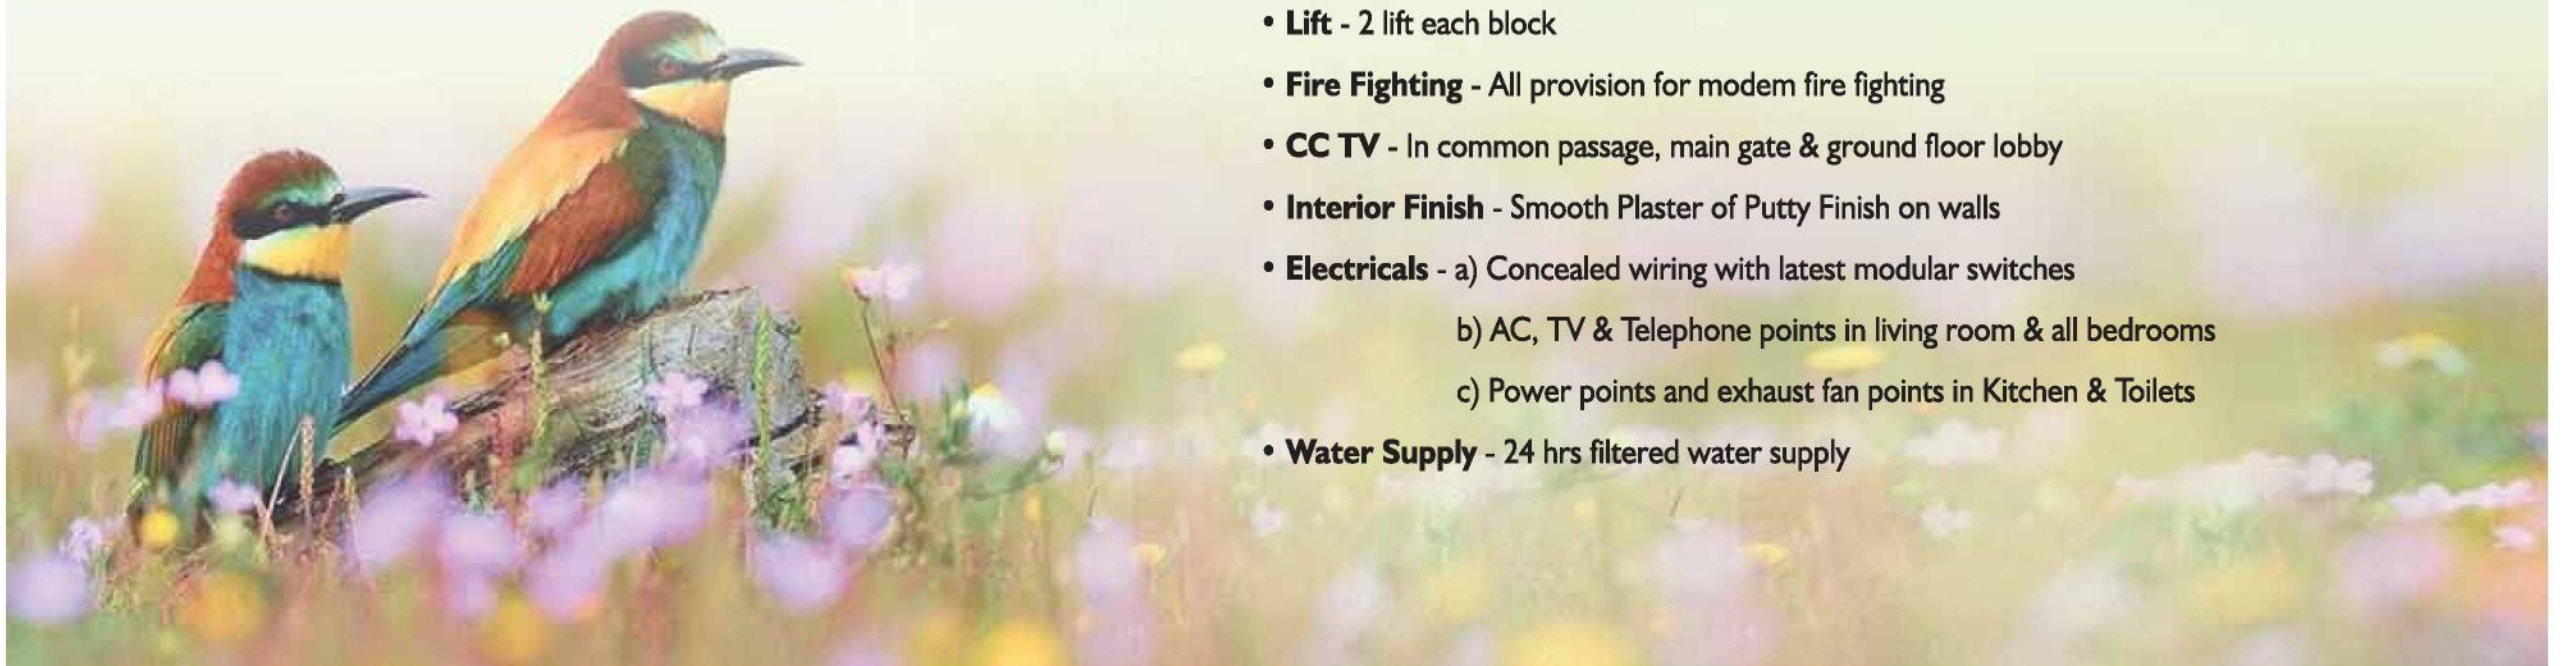 • Lift - 2 lift each block
• Fire Fighting - All provision for modem fire fighting
• CC TV - In common passage, main gate & ground floor lobby
• Interior Finish - Smooth Plaster of Putty Finish on walls
• Electricals - a) Concealed wiring with latest modular switches
b) AC, TV & Telephone points in living room & all bedrooms
c) Power points and exhaust fan points in Kitchen & Toilets
• Water Supply - 24 hrs filtered water supply